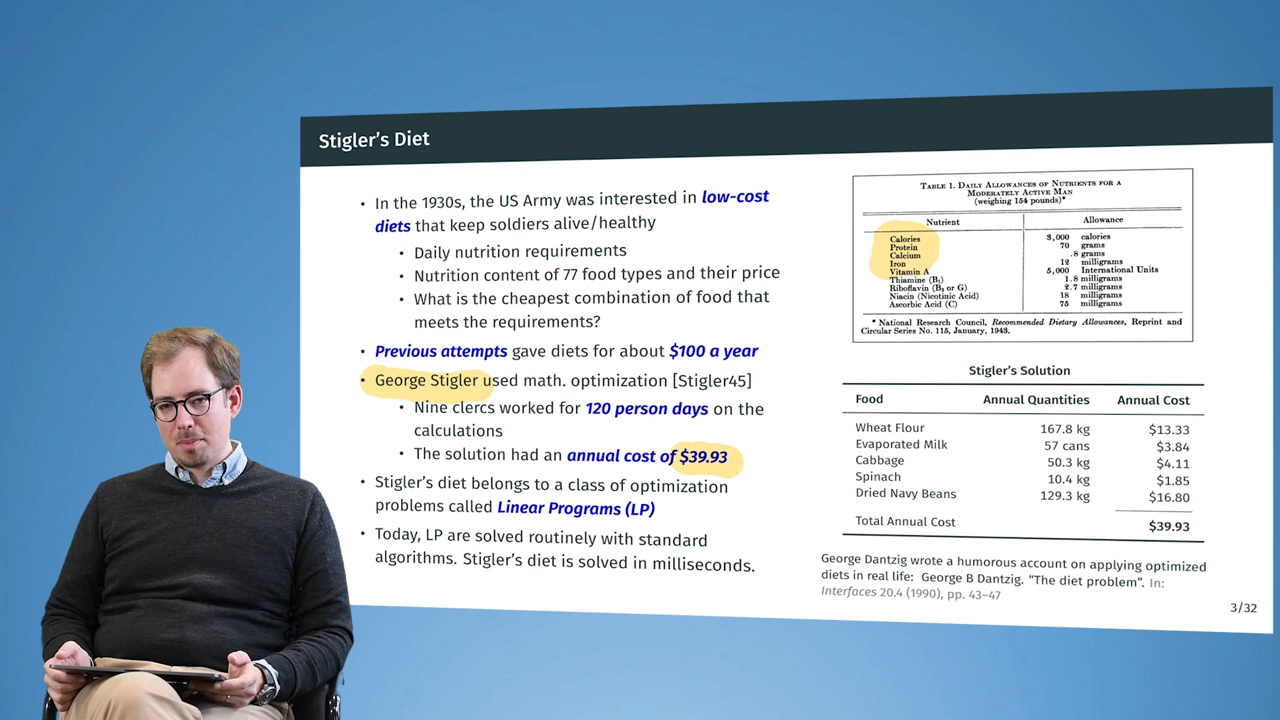 Stigler's Diet
• In the 1930s, the US Army was interested in low-cost
diets that keep soldiers alive/healthy
• Daily nutrition requirements
• Nutrition content of 77 food types and their price
• What is the cheapest combination of food that
meets the requirements?
• Previous attempts gave diets for about $100 a year
• George Stigler used math. optimization [Stigler45]
• Nine clercs worked for 120 person days on the
calculations
• The solution had an annual cost of $39.93
• Stigler's diet belongs to a class of optimization
problems called Linear Programs (LP)
• Today, LP are solved routinely with standard
algorithms. Stigler's diet is solved in milliseconds.
TABLE 1. DAILY ALLOWANCES OF NUTRIENTS FOR A
MODERATELY ACTIVE MAN
(weighing 154 pounds)*
Nutrient Allowance
Calories 3,000 calories
Protein 70 grams
Calcium .8 grams
Iron 12 milligrams
Vitamin A 5,000 International Units
Thiamine (B₁) 1.8 milligrams
Riboflavin (B₂ or G) 2.7 milligrams
Niacin (Nicotinic Acid) 18 milligrams
Ascorbic Acid (C) 75 milligrams
* National Research Council, Recommended Dietary Allowances, Reprint and
Circular Series No. 115, January, 1943.
Stigler's Solution
Food Annual Quantities Annual Cost
Wheat Flour 167.8 kg $13.33
Evaporated Milk 57 cans $3.84
Cabbage 50.3 kg $4.11
Spinach 10.4 kg $1.85
Dried Navy Beans 129.3 kg $16.80
Total Annual Cost $39.93
George Dantzig wrote a humorous account on applying optimized
diets in real life: George B Dantzig. "The diet problem". In:
Interfaces 20.4 (1990), pp. 43–47
3/32